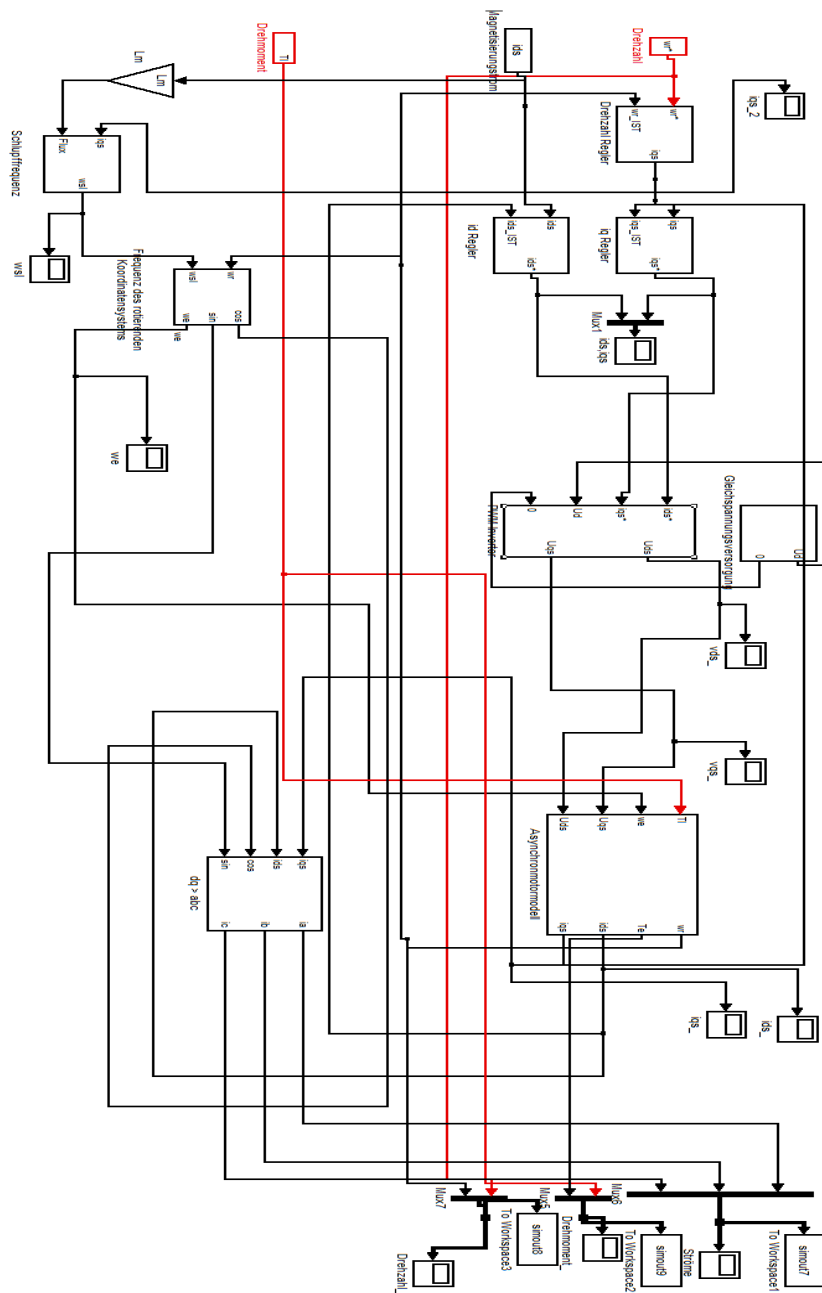 wr*
Drehzahl
ids
Magnetisierungstrom
Tl
Drehmoment
Lm
Lm
wr*
wr_IST
iqs
Drehzahl Regler
iqs_2
iqs
Flux
wsl
Schlupffrequenz
wsl
iqs
iqs_IST
iqs*
iq Regler
ids
ids_IST
ids*
id Regler
Mux1
ids,iqs
wr
wsl
cos
sin
we
we
Frequenz des rotierenden
Koordinatensystems
we
Ud
0
Gleichspannungsversorgung
ids*
iqs*
Ud
0
Uds
Uqs
PWM Inverter
vds_
vqs_
Tl
we
Uqs
Uds
wr
Te
ids
iqs
Asynchronmotormodell
iqs
ids
cos
sin
ia
ib
ic
dq > abc
ids_
iqs_
simout7
To Workspace1
Ströme
Mux6
simout9
To Workspace2
Drehmoment_
Mux5
simout8
To Workspace3
Mux7
Drehzahl_